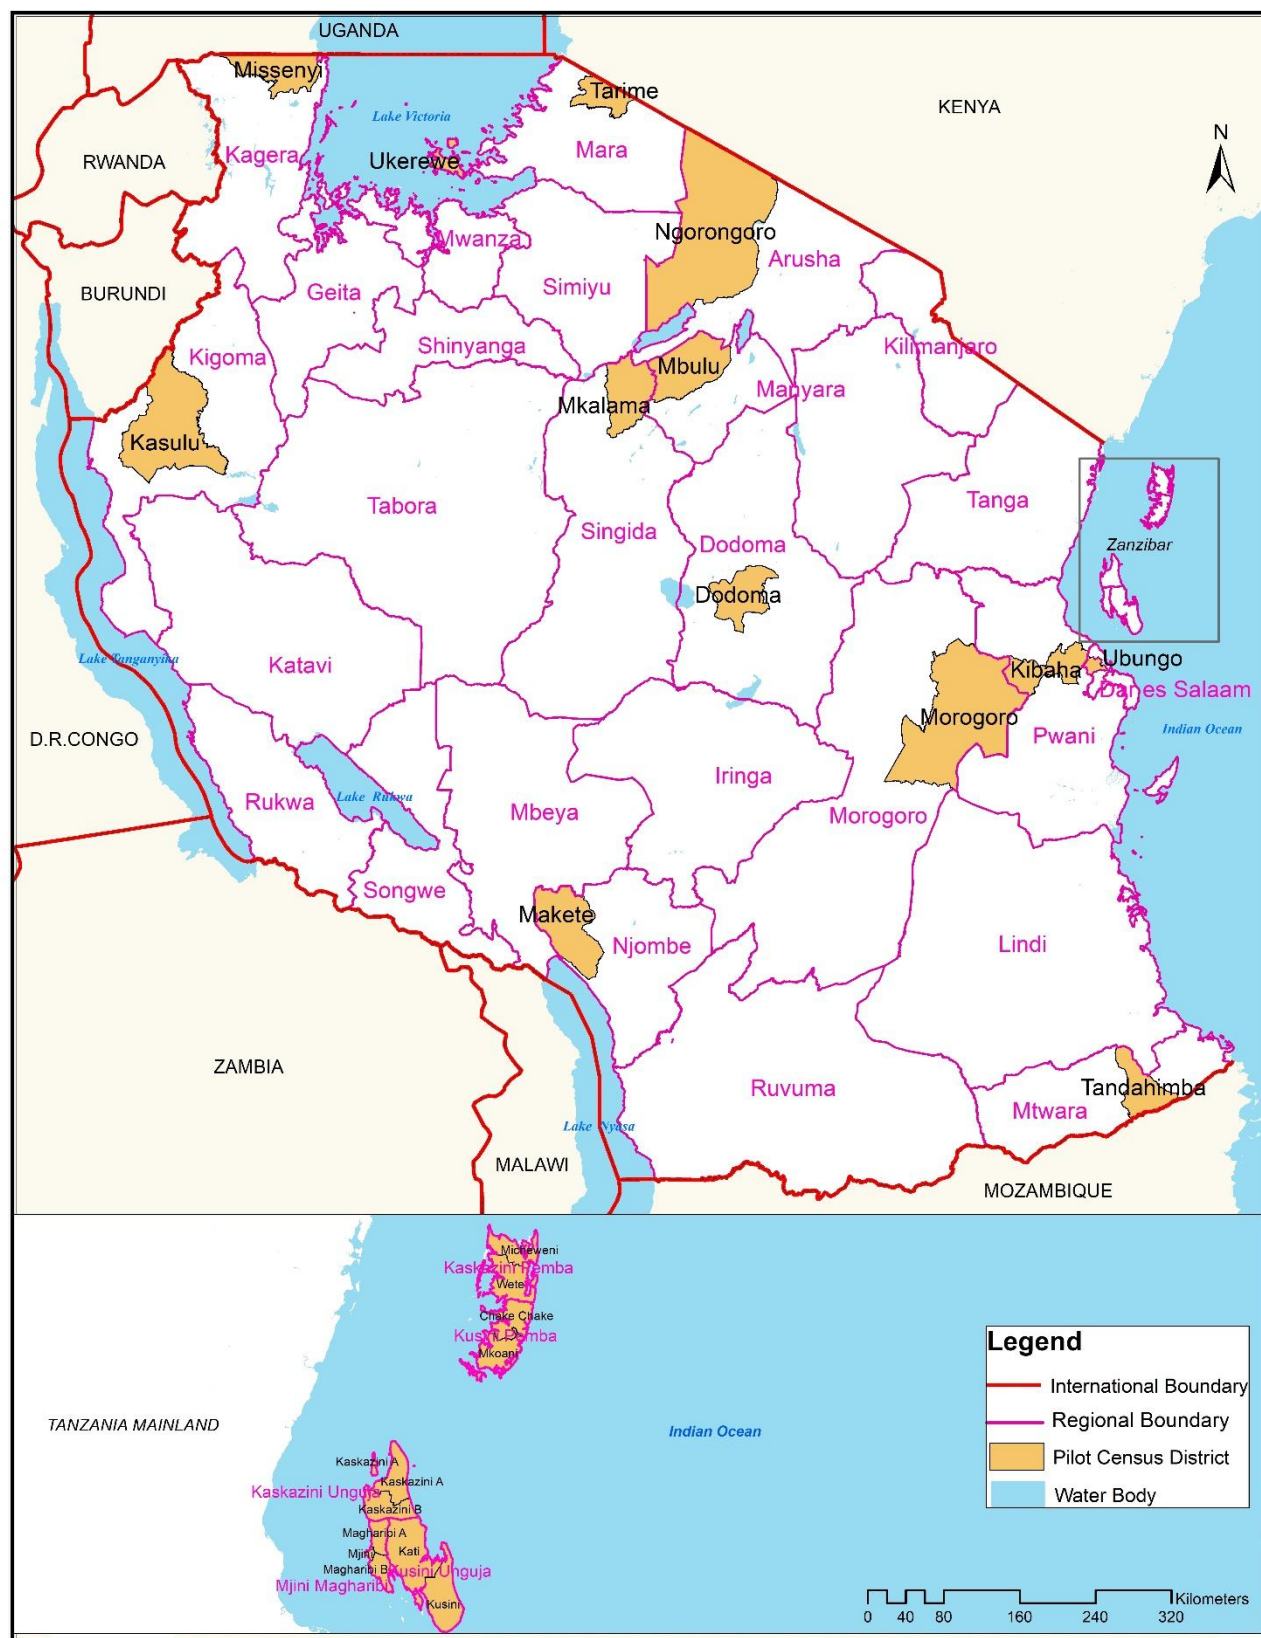 UGANDA
Missenyi
Tarime
KENYA
Lake Victoria
N
RWANDA
Kagera
Ukerewe
Mara
Ngorongoro
Mwanza
Arusha
BURUNDI
Geita
Simiyu
Kigoma
Shinyanga
Kilimanjaro
Mbulu
Manyara
Mkalama
Kasulu
Tabora
Singida
Tanga
Dodoma
Zanzibar
Dodoma
Lake Tanganyika
Katavi
Kibaha
Ubungo
Dar es Salaam
Morogoro
Pwani
Indian Ocean
D.R.CONGO
Iringa
Rukwa
Lake Rukwa
Mbeya
Morogoro
Songwe
Makete
Njombe
Lindi
ZAMBIA
Ruvuma
Tandahimba
Mtwara
Lake Nyasa
MALAWI
MOZAMBIQUE
Micheweni
Kaskazini Pemba
Wete
Chake Chake
Kusini Pemba
Mkoani
TANZANIA MAINLAND
Indian Ocean
Kaskazini A
Kaskazini A
Kaskazini Unguja
Kaskazini B
Magharibi A
Mjini
Kati
Magharibi B
Kusini Unguja
Mjini Magharibi
Kusini
Legend
International Boundary
Regional Boundary
Pilot Census District
Water Body
Kilometers
0 40 80 160 240 320